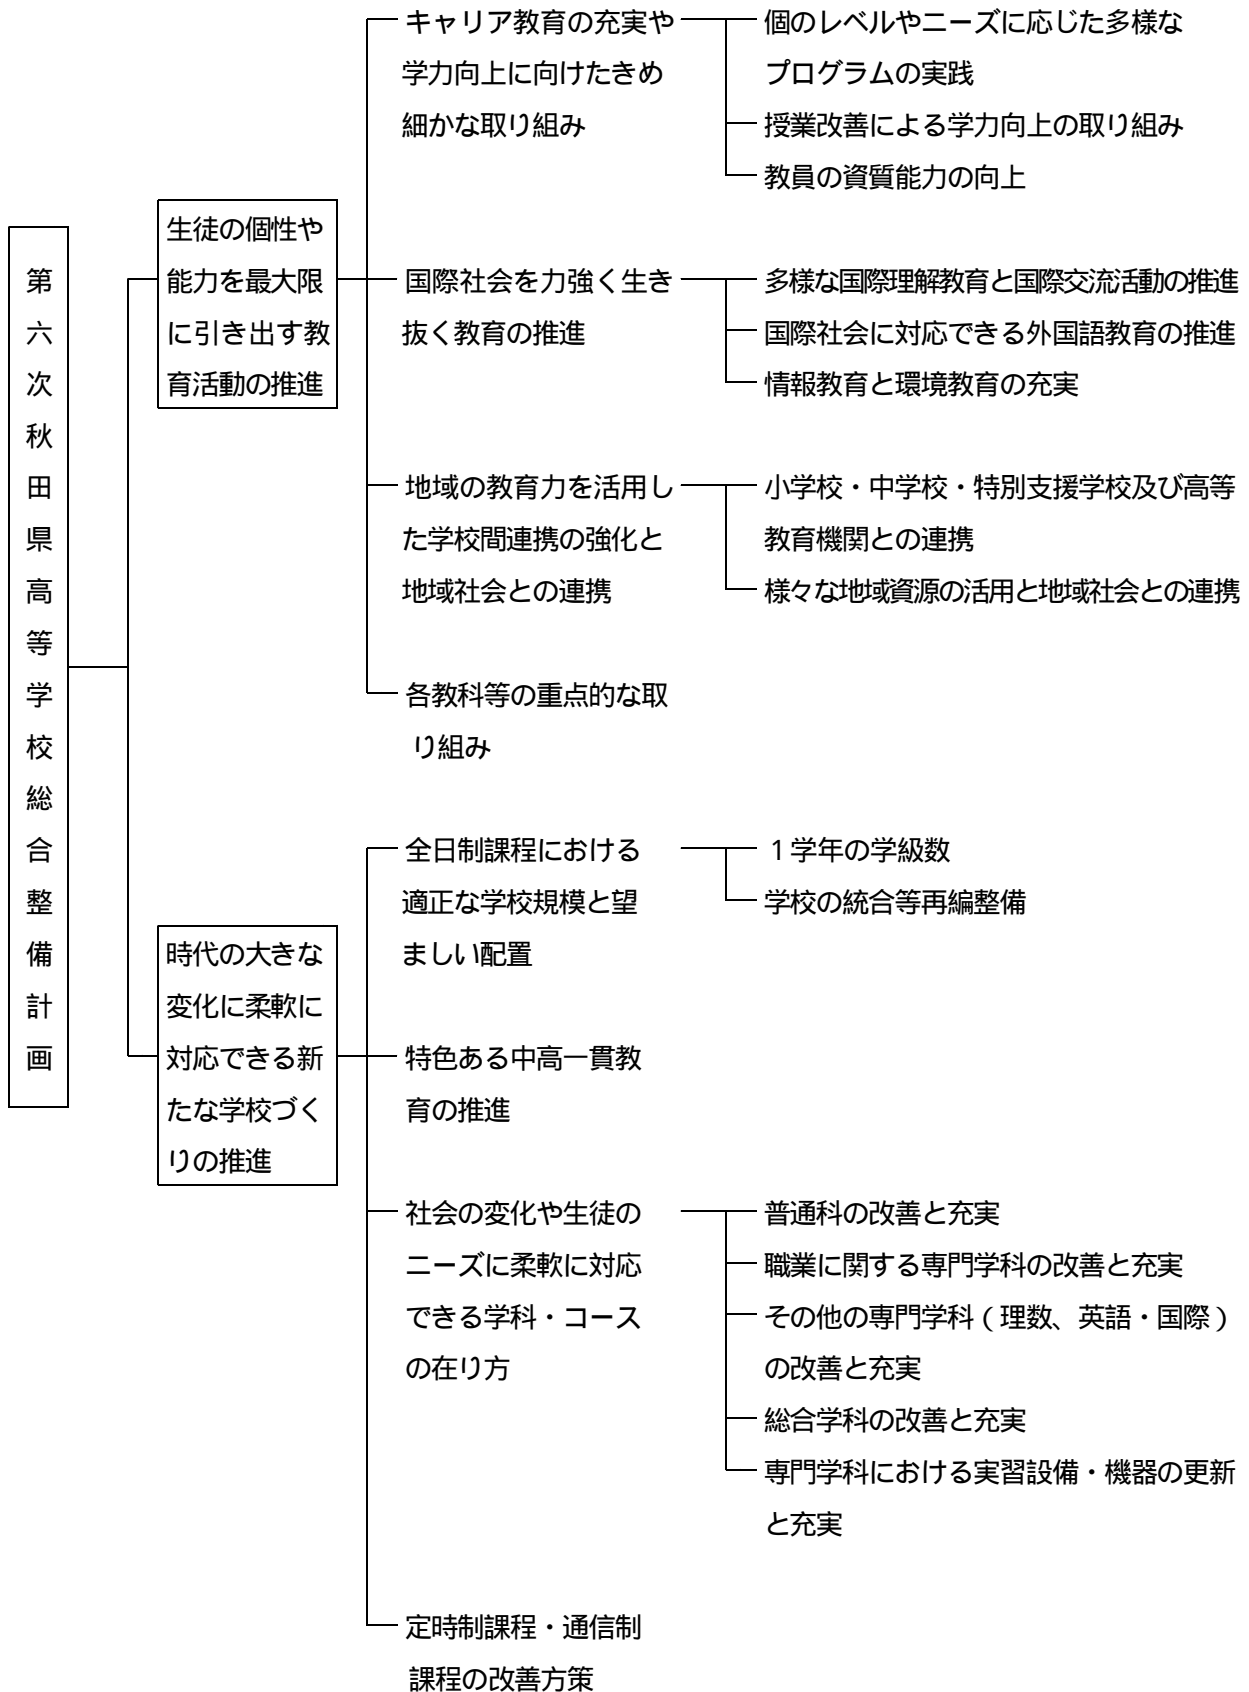 第六次秋田県高等学校総合整備計画
生徒の個性や
能力を最大限
に引き出す教
育活動の推進
キャリア教育の充実や
学力向上に向けたきめ
細かな取り組み
個のレベルやニーズに応じた多様な
プログラムの実践
授業改善による学力向上の取り組み
教員の資質能力の向上
国際社会を力強く生き
抜く教育の推進
多様な国際理解教育と国際交流活動の推進
国際社会に対応できる外国語教育の推進
情報教育と環境教育の充実
地域の教育力を活用し
た学校間連携の強化と
地域社会との連携
小学校・中学校・特別支援学校及び高等
教育機関との連携
様々な地域資源の活用と地域社会との連携
各教科等の重点的な取
り組み
時代の大きな
変化に柔軟に
対応できる新
たな学校づく
りの推進
全日制課程における
適正な学校規模と望
ましい配置
1学年の学級数
学校の統合等再編整備
特色ある中高一貫教
育の推進
社会の変化や生徒の
ニーズに柔軟に対応
できる学科・コース
の在り方
普通科の改善と充実
職業に関する専門学科の改善と充実
その他の専門学科（理数、英語・国際）
の改善と充実
総合学科の改善と充実
専門学科における実習設備・機器の更新
と充実
定時制課程・通信制
課程の改善方策